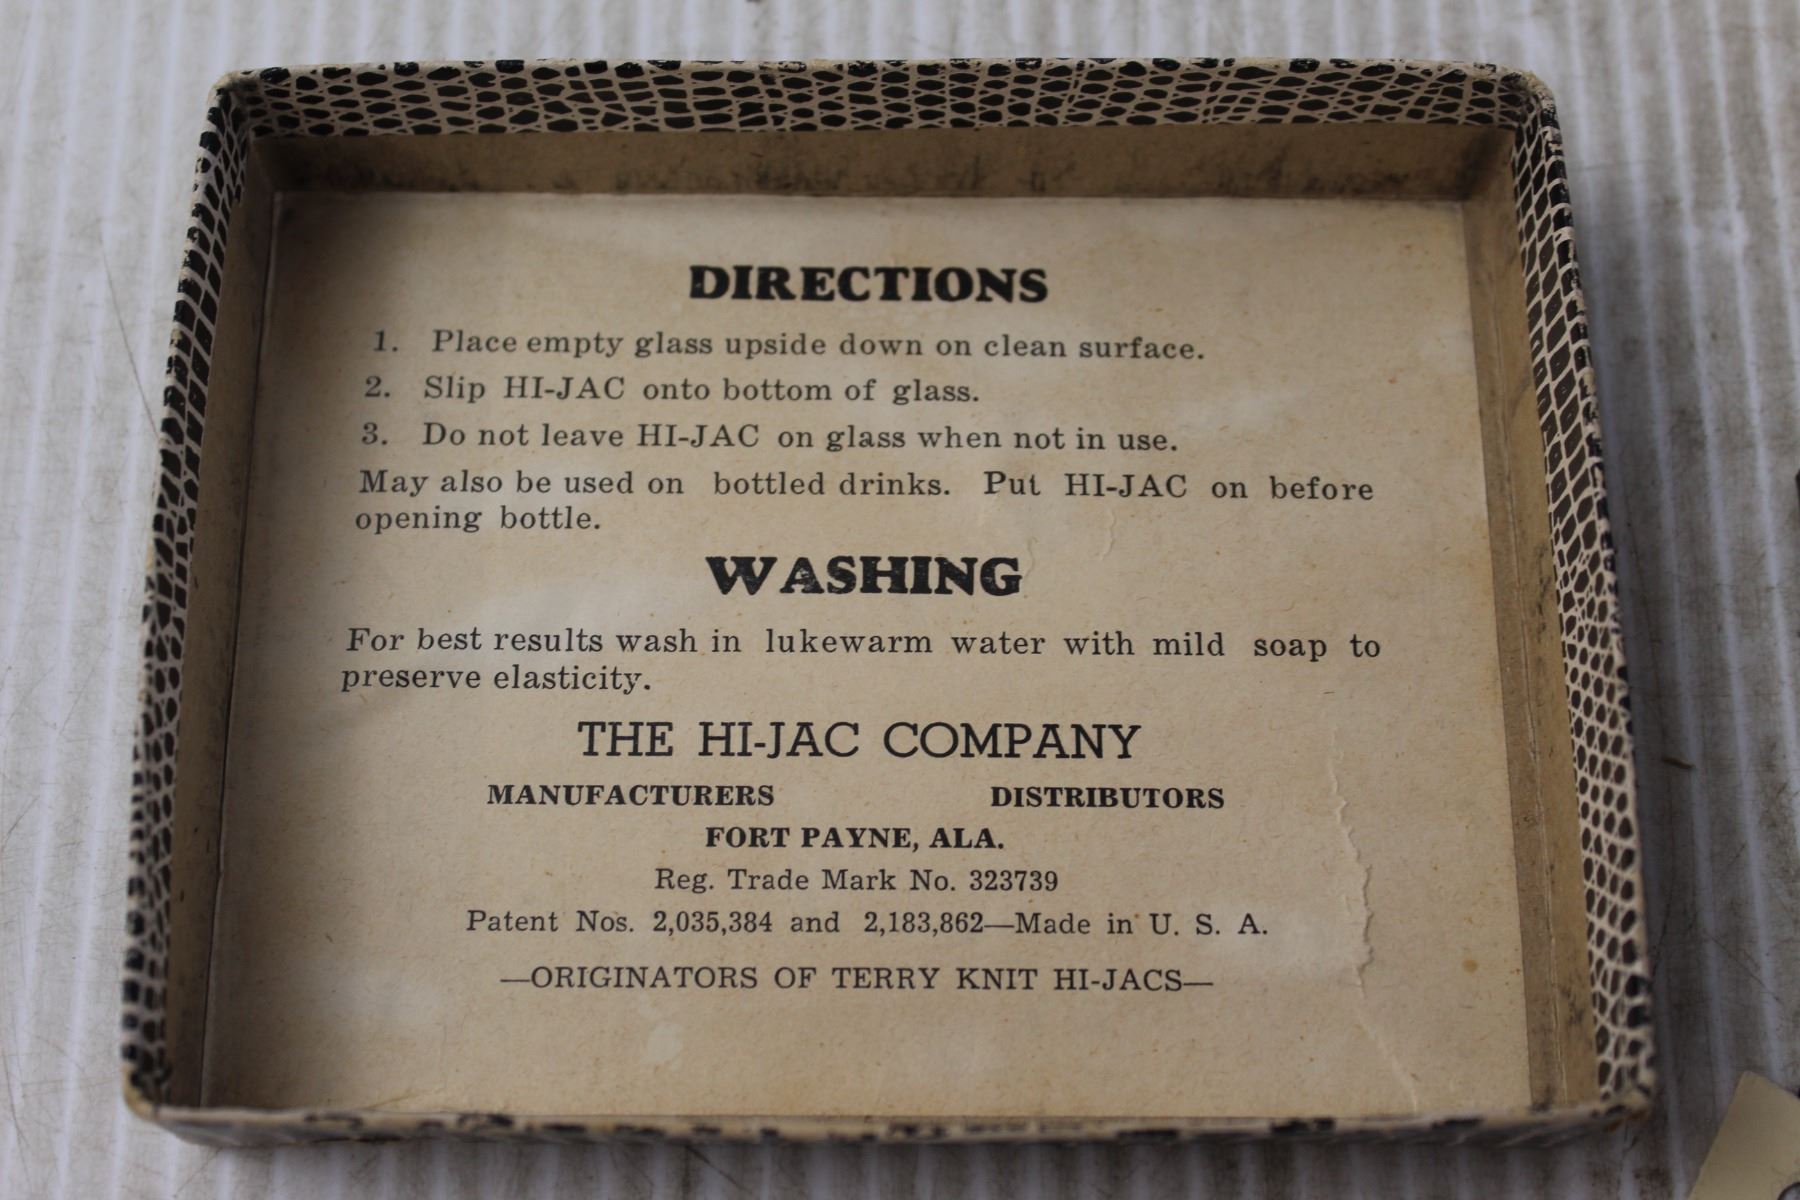 DIRECTIONS
1. Place empty glass upside down on clean surface.
2. Slip HI-JAC onto bottom of glass.
3. Do not leave HI-JAC on glass when not in use.
May also be used on bottled drinks. Put HI-JAC on before
opening bottle.
WASHING
For best results wash in lukewarm water with mild soap to
preserve elasticity.
THE HI-JAC COMPANY
MANUFACTURERS DISTRIBUTORS
FORT PAYNE, ALA.
Reg. Trade Mark No. 323739
Patent Nos. 2,035,384 and 2,183,862—Made in U. S. A.
—ORIGINATORS OF TERRY KNIT HI-JACS—